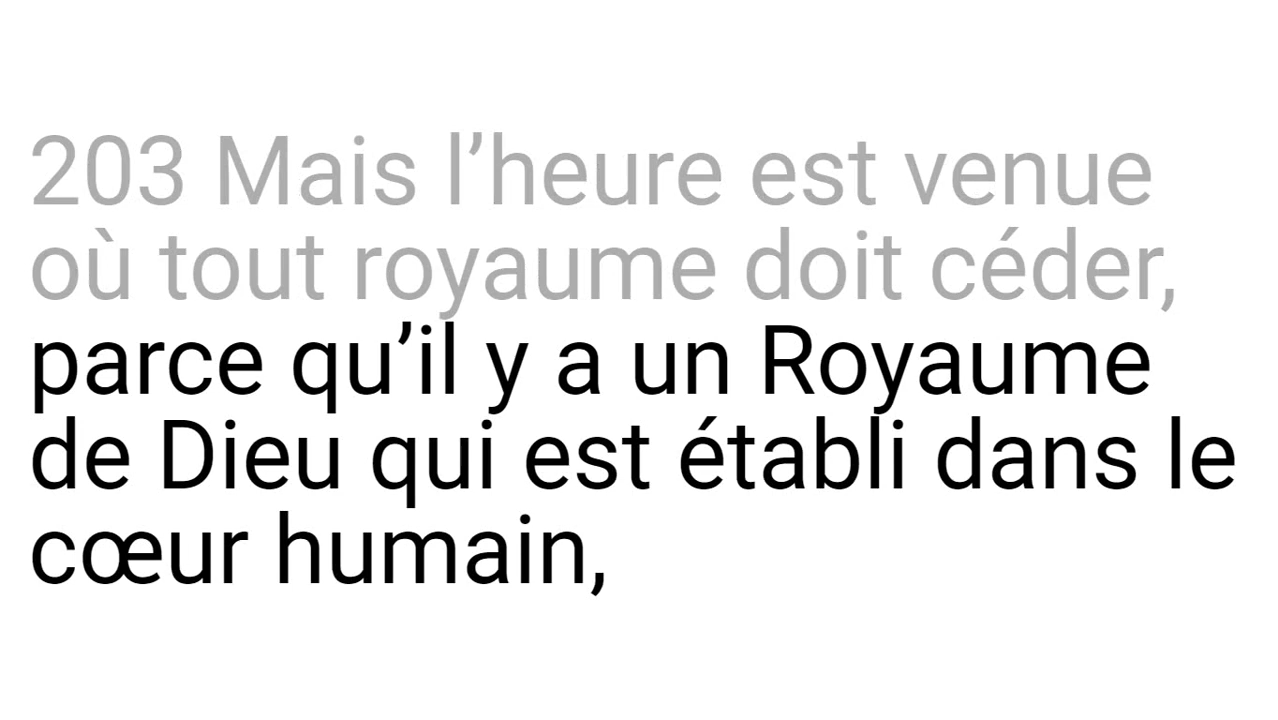 203 Mais l’heure est venue
où tout royaume doit céder,
parce qu’il y a un Royaume
de Dieu qui est établi dans le
cœur humain,